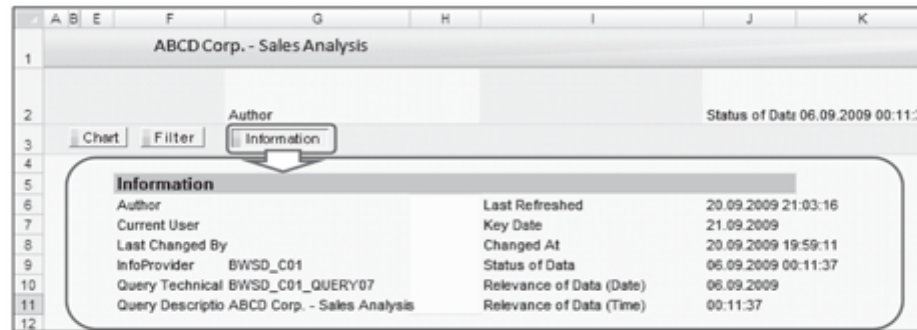 A B E F G H I J K
1 ABCD Corp. - Sales Analysis
2 Author Status of Data 06.09.2009 00:11:
3 Chart Filter Information
4
5 Information
6 Author Last Refreshed 20.09.2009 21:03:16
7 Current User Key Date 21.09.2009
8 Last Changed By Changed At 20.09.2009 19:59:11
9 InfoProvider BWSD_C01 Status of Data 06.09.2009 00:11:37
10 Query Technical BWSD_C01_QUERY07 Relevance of Data (Date) 06.09.2009
11 Query Descriptio ABCD Corp. - Sales Analysis Relevance of Data (Time) 00:11:37
12